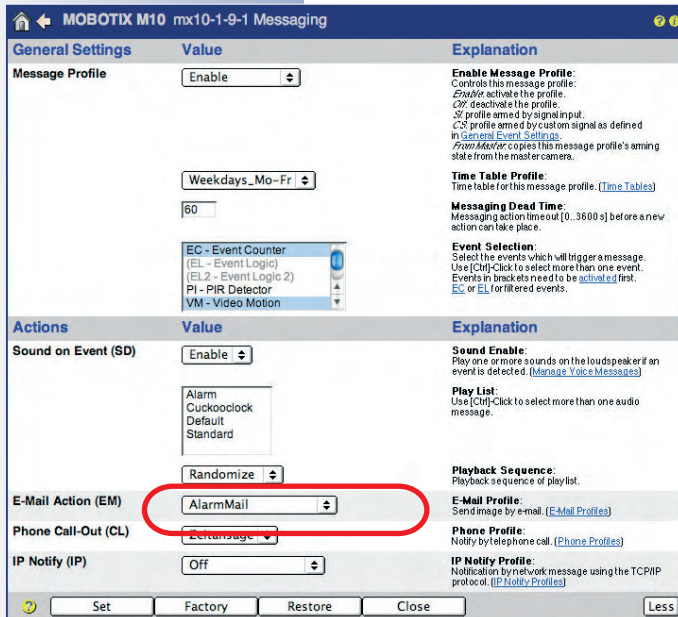 MOBOTIX M10 mx10-1-9-1 Messaging
General Settings Value Explanation
Message Profile
Enable
Enable Message Profile:
Controls this message profile:
Enable: activate the profile.
Off: deactivate the profile.
SI: profile armed by signal input.
CS: profile armed by custom signal as defined
in General Event Settings.
From Master: copies this message profile's arming
state from the master camera.
Weekdays_Mo-Fr
Time Table Profile:
Time table for this message profile. (Time Tables)
60
Messaging Dead Time:
Messaging action timeout [0..3600 s] before a new
action can take place.
EC - Event Counter
(EL - Event Logic)
(EL2 - Event Logic 2)
PI - PIR Detector
VM - Video Motion
Event Selection:
Select the events which will trigger a message.
Use [Ctrl]-Click to select more than one event.
Events in brackets need to be activated first.
EC or EL for filtered events.
Actions Value Explanation
Sound on Event (SD)
Enable
Sound Enable:
Play one or more sounds on the loudspeaker if an
event is detected. (Manage Voice Messages)
Alarm
Cuckooclock
Default
Standard
Play List:
Use [Ctrl]-Click to select more than one audio
message.
Randomize
Playback Sequence:
Playback sequence of playlist.
E-Mail Action (EM)
AlarmMail
E-Mail Profile:
Send image by e-mail. (E-Mail Profiles)
Phone Call-Out (CL)
Zeitansage
Phone Profile:
Notify by telephone call. (Phone Profiles)
IP Notify (IP)
Off
IP Notify Profile:
Notification by network message using the TCP/IP
protocol. (IP Notify Profiles)
Set Factory Restore Close Less